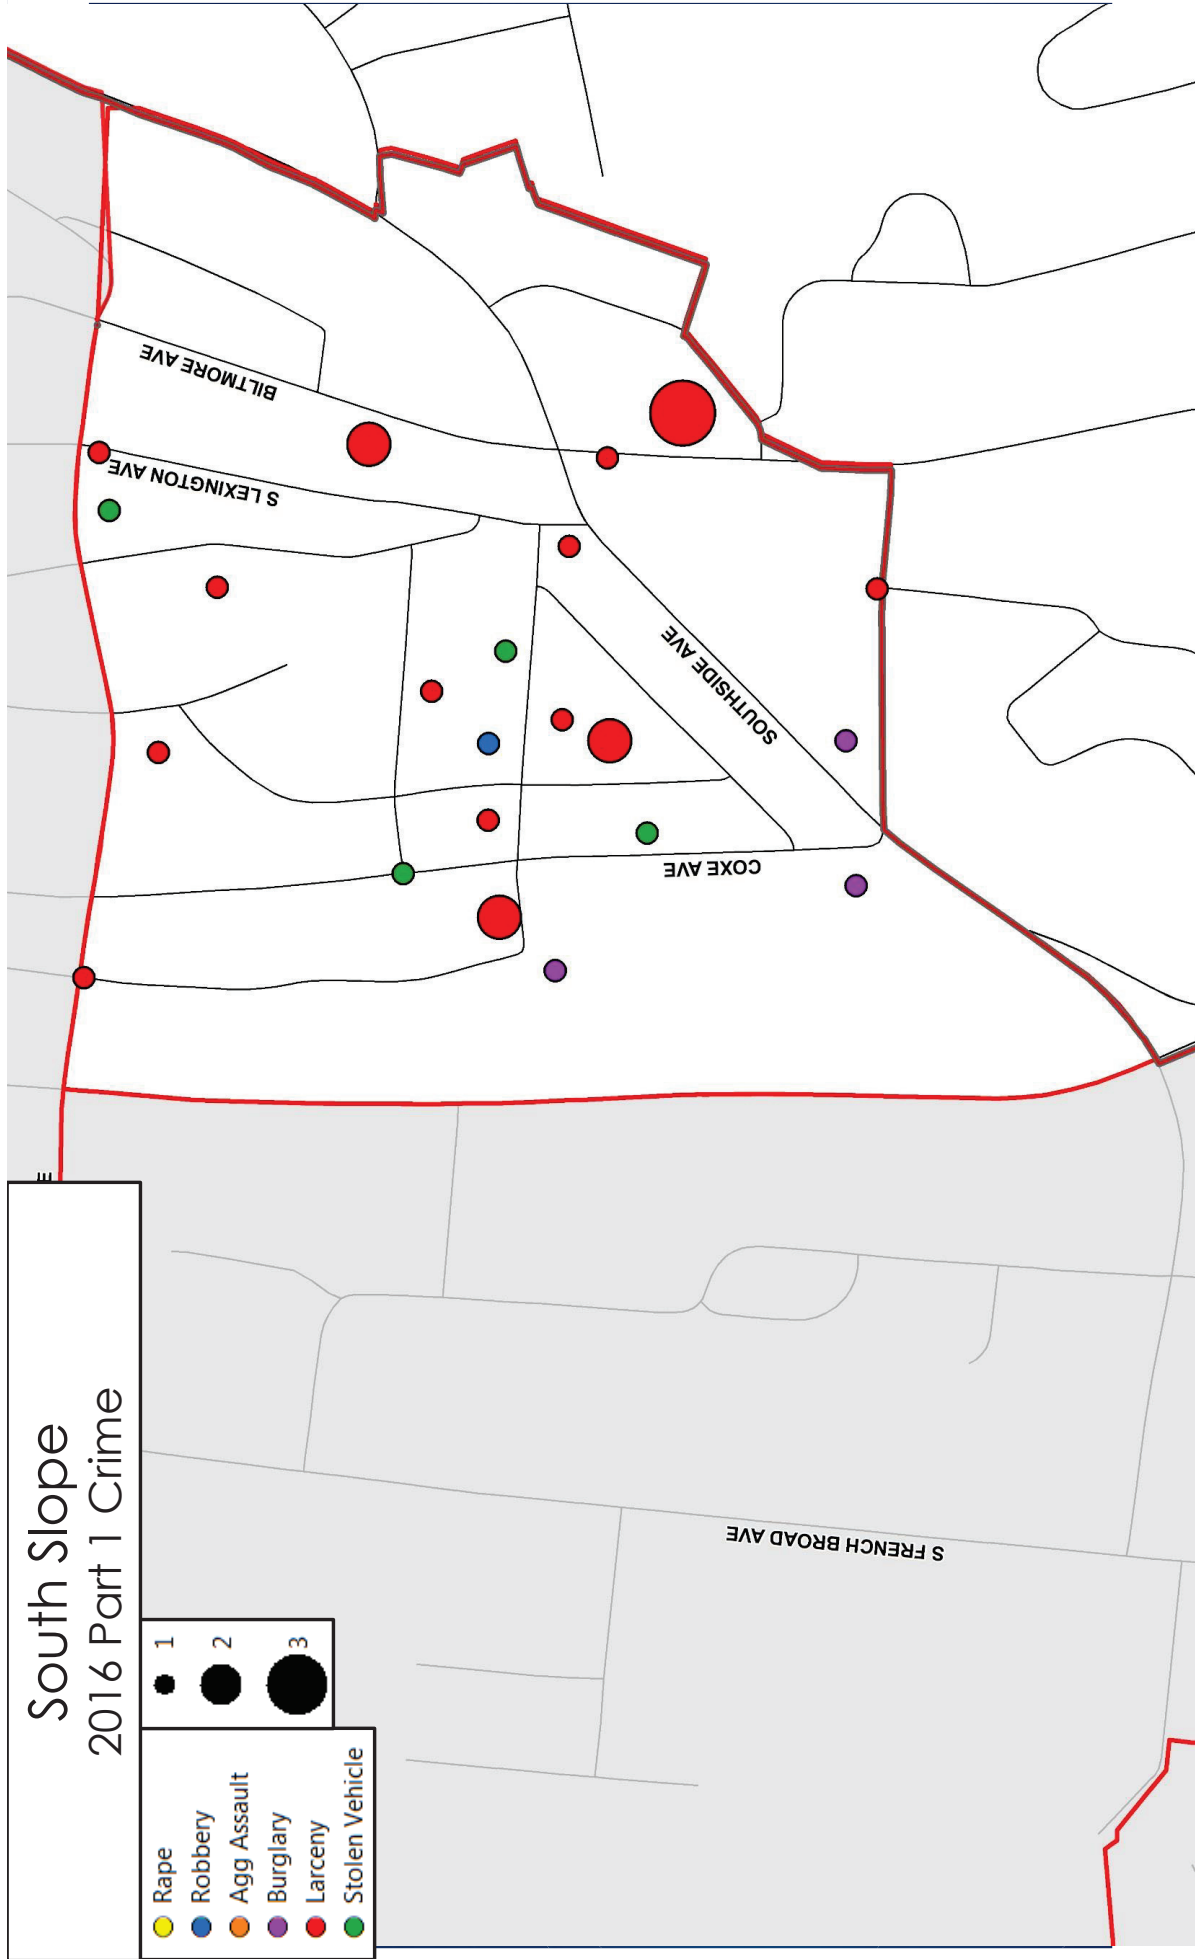 South Slope
2016 Part 1 Crime
Rape
Robbery
Agg Assault
Burglary
Larceny
Stolen Vehicle
1
2
3
E
S FRENCH BROAD AVE
COXE AVE
SOUTHSIDE AVE
S LEXINGTON AVE
BILTMORE AVE